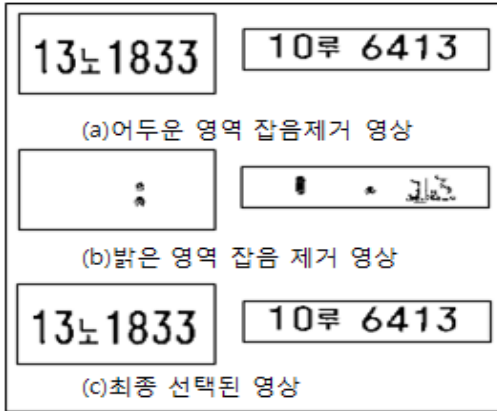 13노1833 10루 6413
(a)어두운 영역 잡음제거 영상
(b)밝은 영역 잡음 제거 영상
13노1833 10루 6413
(c)최종 선택된 영상